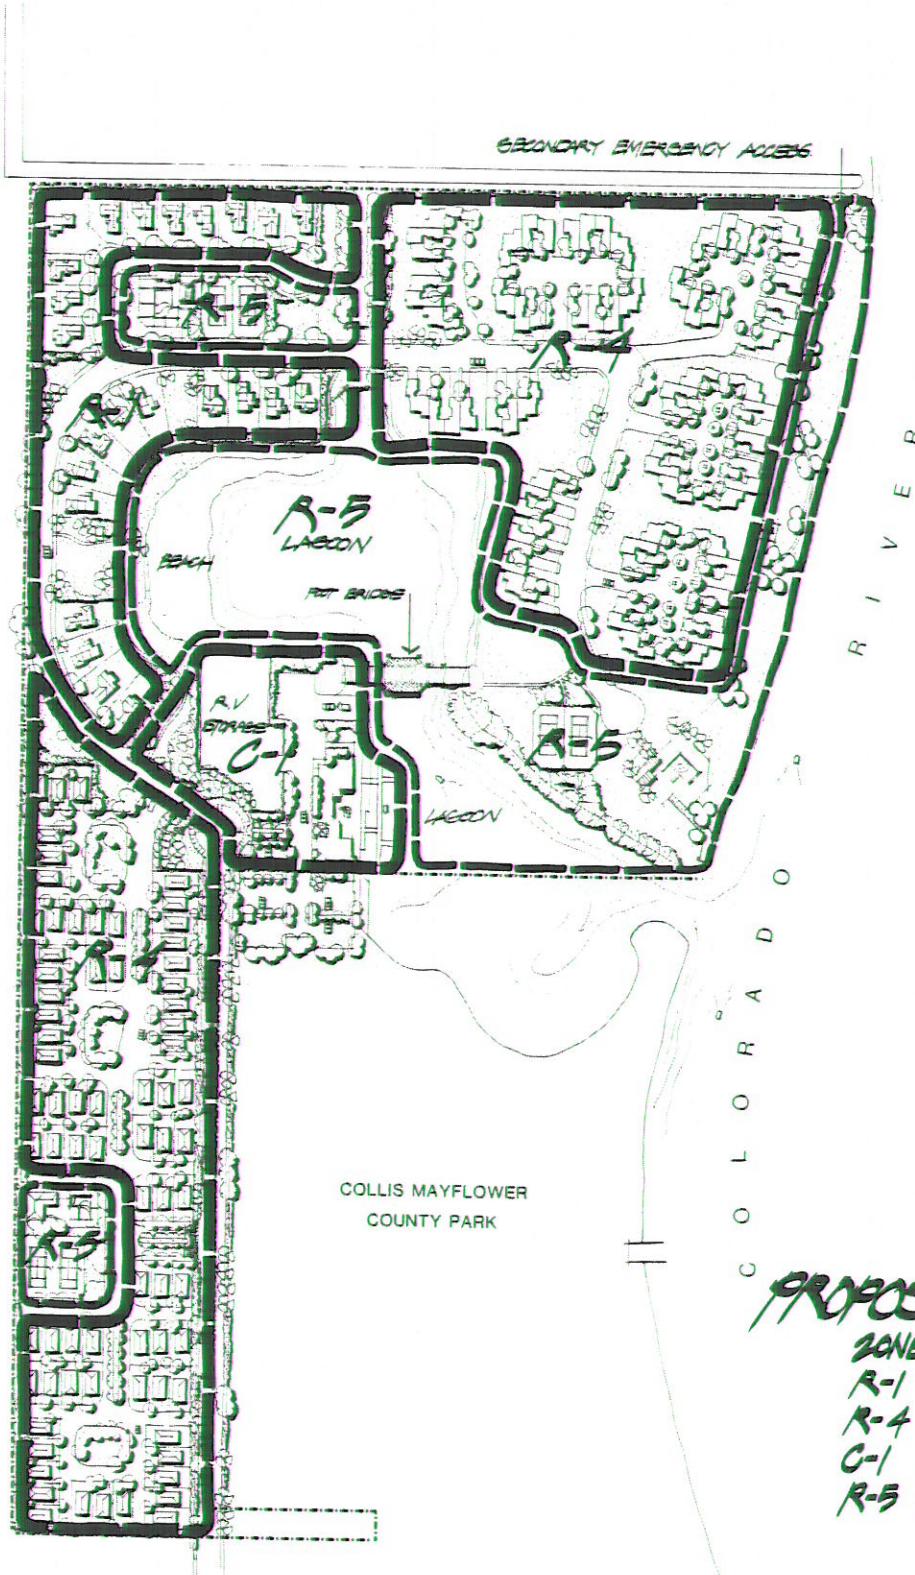 SECONDARY EMERGENCY ACCESS
R-5
R-4
R-1
R-5
LAGOON
BEACH
FOOT BRIDGE
RIVER
R.V
STORAGE
C-1
R-5
LAGOON
COLORADO
R-4
COLLIS MAYFLOWER
COUNTY PARK
R-5
PROPOS
ZONE
R-1
R-4
C-1
R-5